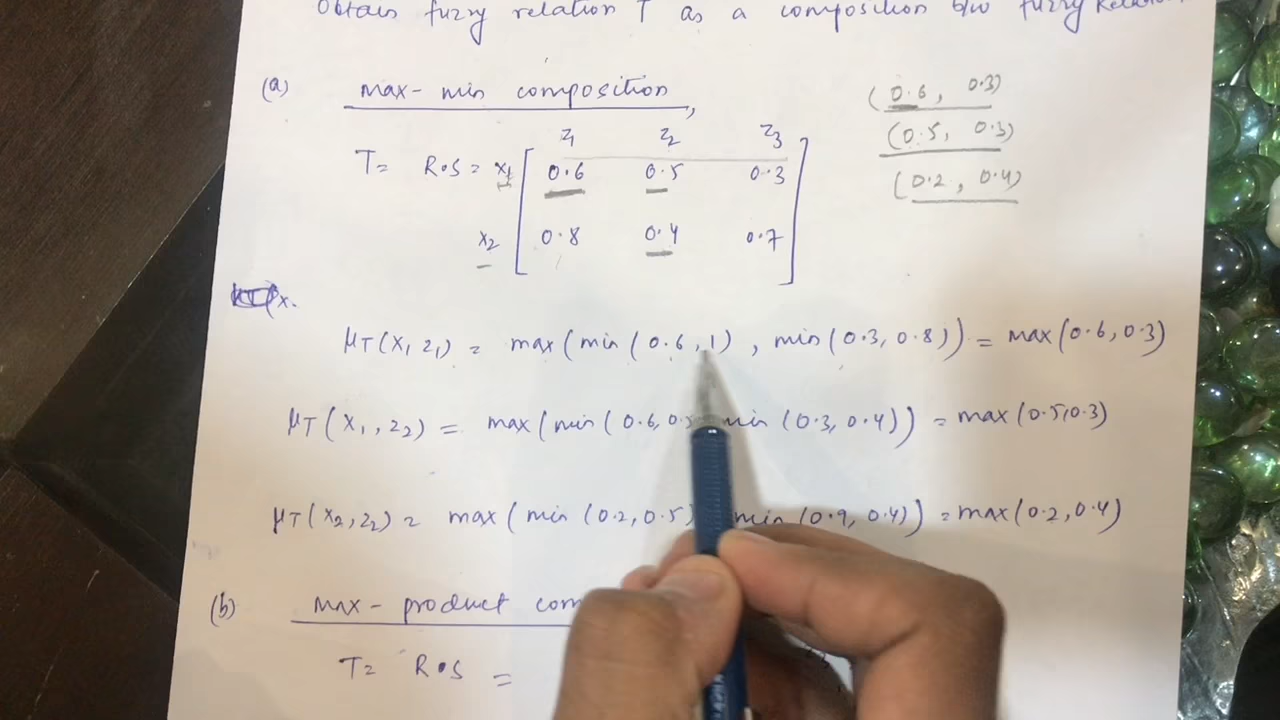 Obtain fuzzy relation T as a composition b/w fuzzy
(a) max- min composition,
(0.6, 0.3)
(0.5, 0.3)
(0.2, 0.4)
z1 z2 z3
T= R∘S = x1 0.6 0.5 0.3
x2 0.8 0.4 0.7
x.
μT(x1, z1) = max(min(0.6, 1), min(0.3, 0.8)) = max(0.6, 0.3)
μT(x1, z2) = max(min(0.6, 0.5 min (0.3, 0.4)) = max(0.5, 0.3)
μT(x2, z2) = max(min (0.2, 0.5) min (0.9, 0.4)) = max(0.2, 0.4)
(b) max- product com
T= R•S =